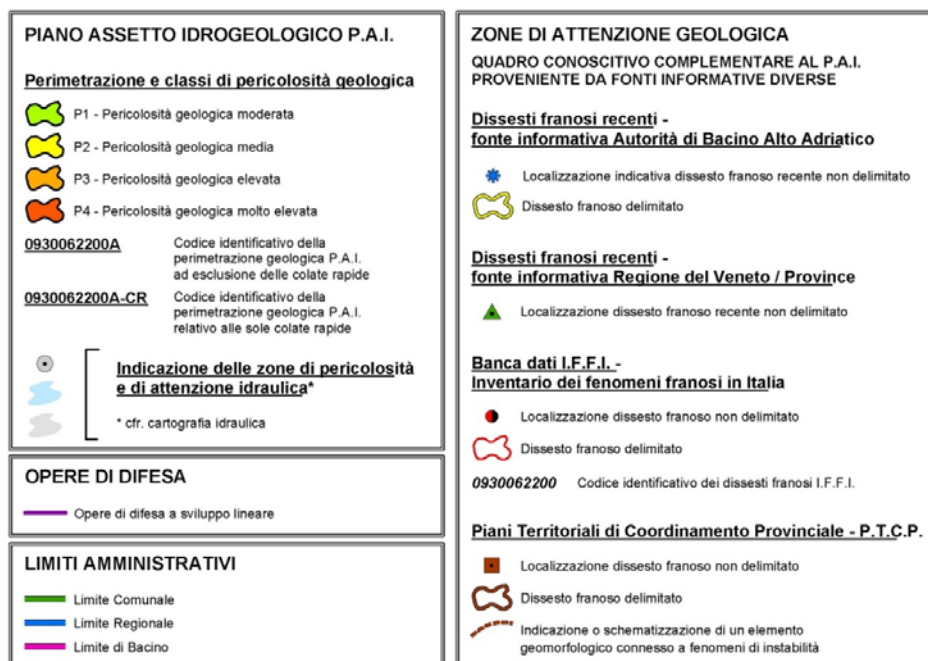 PIANO ASSETTO IDROGEOLOGICO P.A.I.
Perimetrazione e classi di pericolosità geologica
P1 - Pericolosità geologica moderata
P2 - Pericolosità geologica media
P3 - Pericolosità geologica elevata
P4 - Pericolosità geologica molto elevata
0930062200A Codice identificativo della
perimetrazione geologica P.A.I.
ad esclusione delle colate rapide
0930062200A-CR Codice identificativo della
perimetrazione geologica P.A.I.
relativo alle sole colate rapide
Indicazione delle zone di pericolosità
e di attenzione idraulica*
* cfr. cartografia idraulica
OPERE DI DIFESA
Opere di difesa a sviluppo lineare
LIMITI AMMINISTRATIVI
Limite Comunale
Limite Regionale
Limite di Bacino
ZONE DI ATTENZIONE GEOLOGICA
QUADRO CONOSCITIVO COMPLEMENTARE AL P.A.I.
PROVENIENTE DA FONTI INFORMATIVE DIVERSE
Dissesti franosi recenti -
fonte informativa Autorità di Bacino Alto Adriatico
Localizzazione indicativa dissesto franoso recente non delimitato
Dissesto franoso delimitato
Dissesti franosi recenti -
fonte informativa Regione del Veneto / Province
Localizzazione dissesto franoso recente non delimitato
Banca dati I.F.F.I. -
Inventario dei fenomeni franosi in Italia
Localizzazione dissesto franoso non delimitato
Dissesto franoso delimitato
0930062200 Codice identificativo dei dissesti franosi I.F.F.I.
Piani Territoriali di Coordinamento Provinciale - P.T.C.P.
Localizzazione dissesto franoso non delimitato
Dissesto franoso delimitato
Indicazione o schematizzazione di un elemento
geomorfologico connesso a fenomeni di instabilità